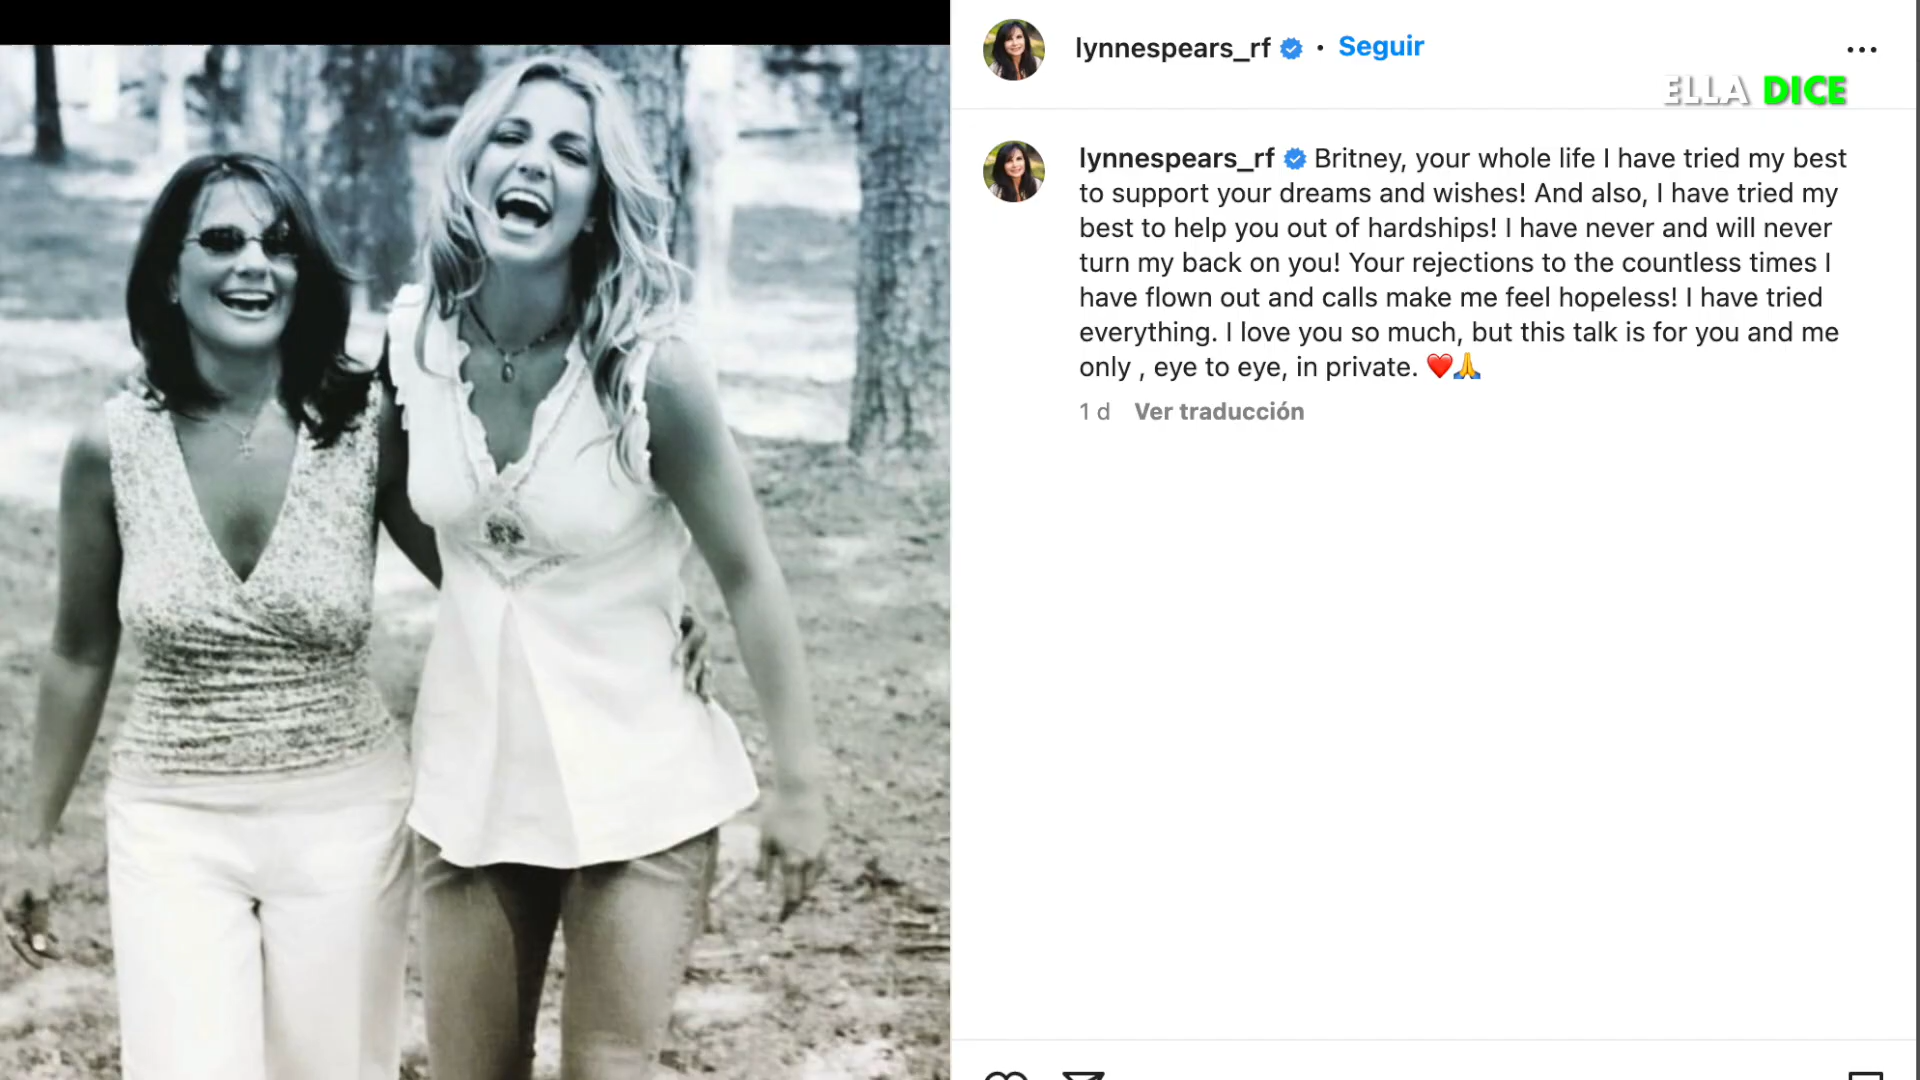 lynnespears_rf • Seguir
ELLA DICE
lynnespears_rf Britney, your whole life I have tried my best
to support your dreams and wishes! And also, I have tried my
best to help you out of hardships! I have never and will never
turn my back on you! Your rejections to the countless times I
have flown out and calls make me feel hopeless! I have tried
everything. I love you so much, but this talk is for you and me
only , eye to eye, in private. ❤️🙏
1 d Ver traducción